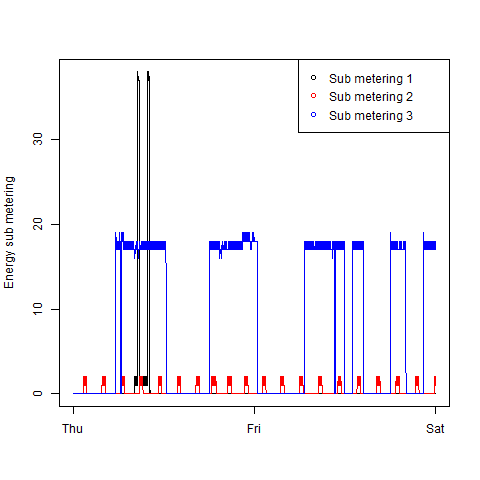 Sub metering 1
Sub metering 2
Sub metering 3
Energy sub metering
30
20
10
0
Thu
Fri
Sat